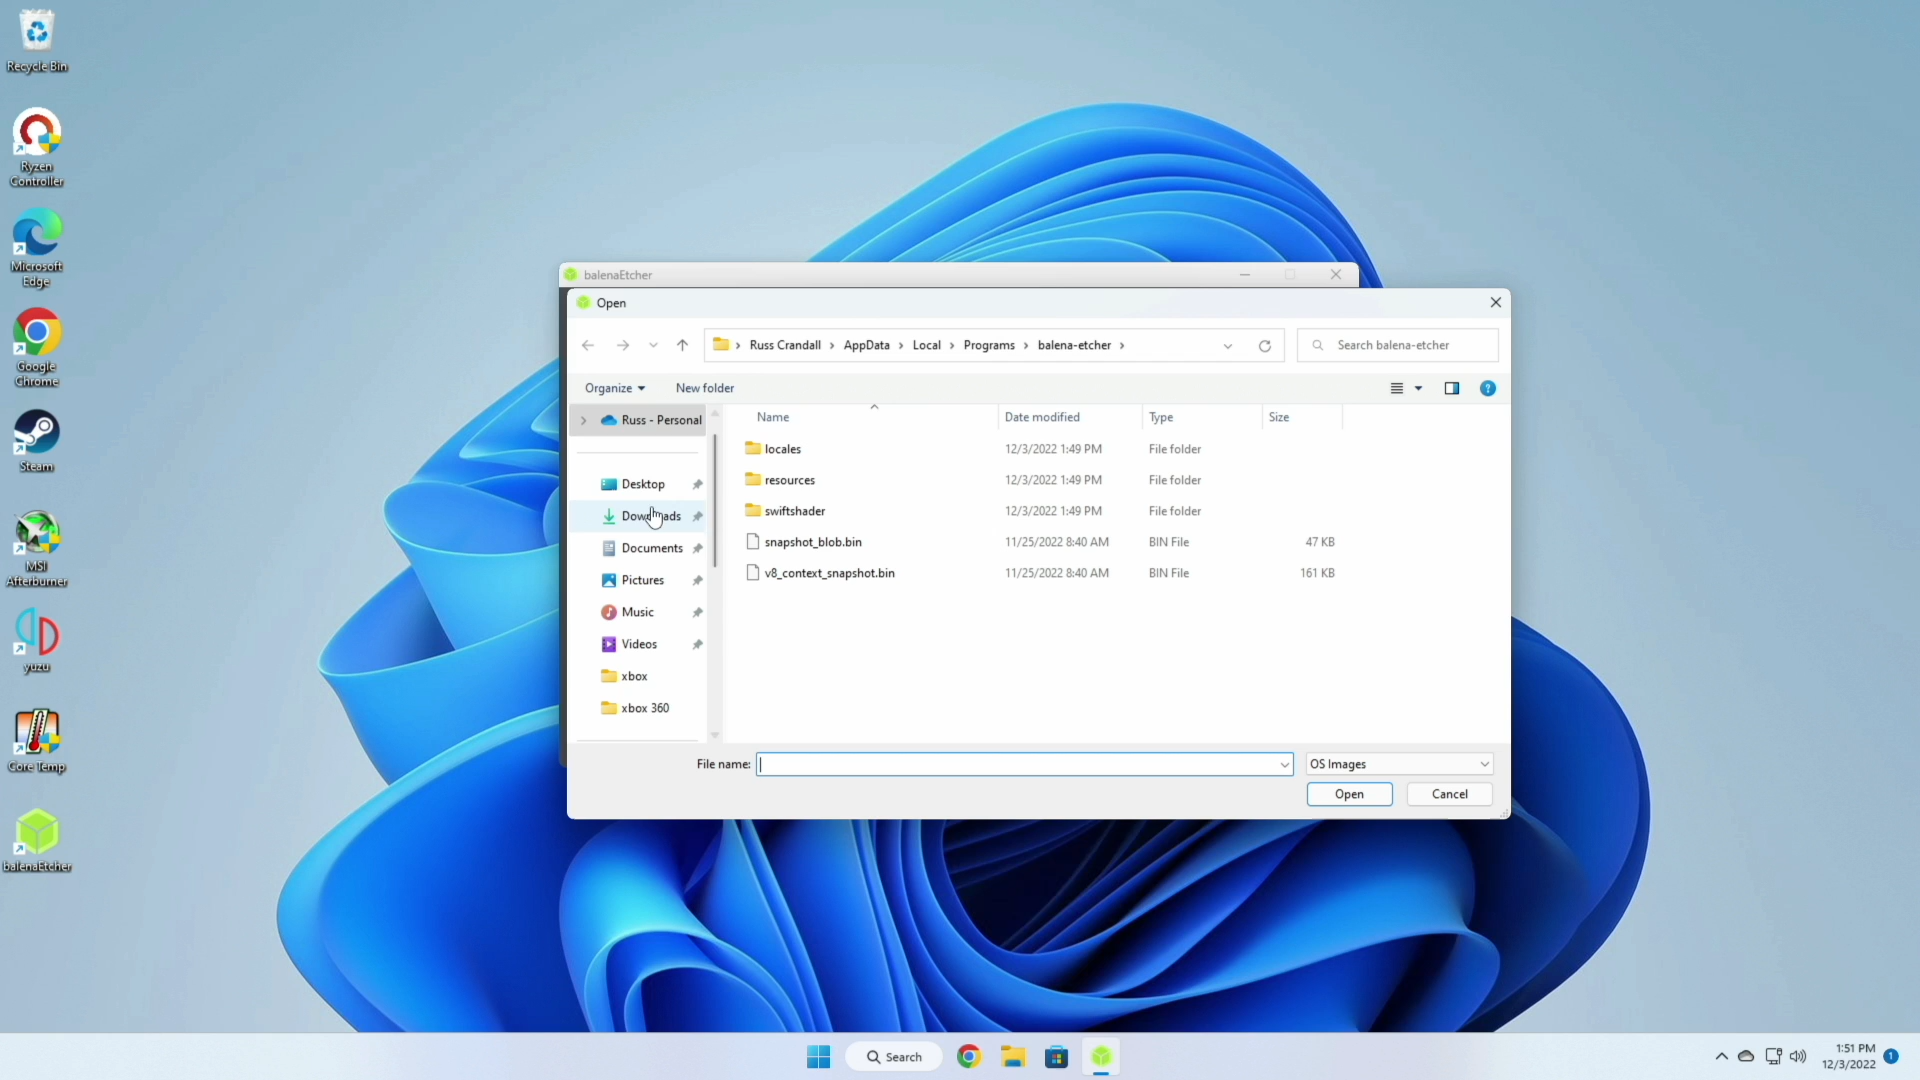 Recycle Bin
Ryzen
Controller
Microsoft
Edge
Google
Chrome
Steam
MSI
Afterburner
yuzu
Core Temp
balenaEtcher
balenaEtcher
Open
Russ Crandall > AppData > Local > Programs > balena-etcher >
Search balena-etcher
Organize
New folder
Russ - Personal
Desktop
Downloads
Documents
Pictures
Music
Videos
xbox
xbox 360
Name Date modified Type Size
locales 12/3/2022 1:49 PM File folder
resources 12/3/2022 1:49 PM File folder
swiftshader 12/3/2022 1:49 PM File folder
snapshot_blob.bin 11/25/2022 8:40 AM BIN File 47 KB
v8_context_snapshot.bin 11/25/2022 8:40 AM BIN File 161 KB
File name:
OS Images
Open
Cancel
Search
1:51 PM
12/3/2022
1